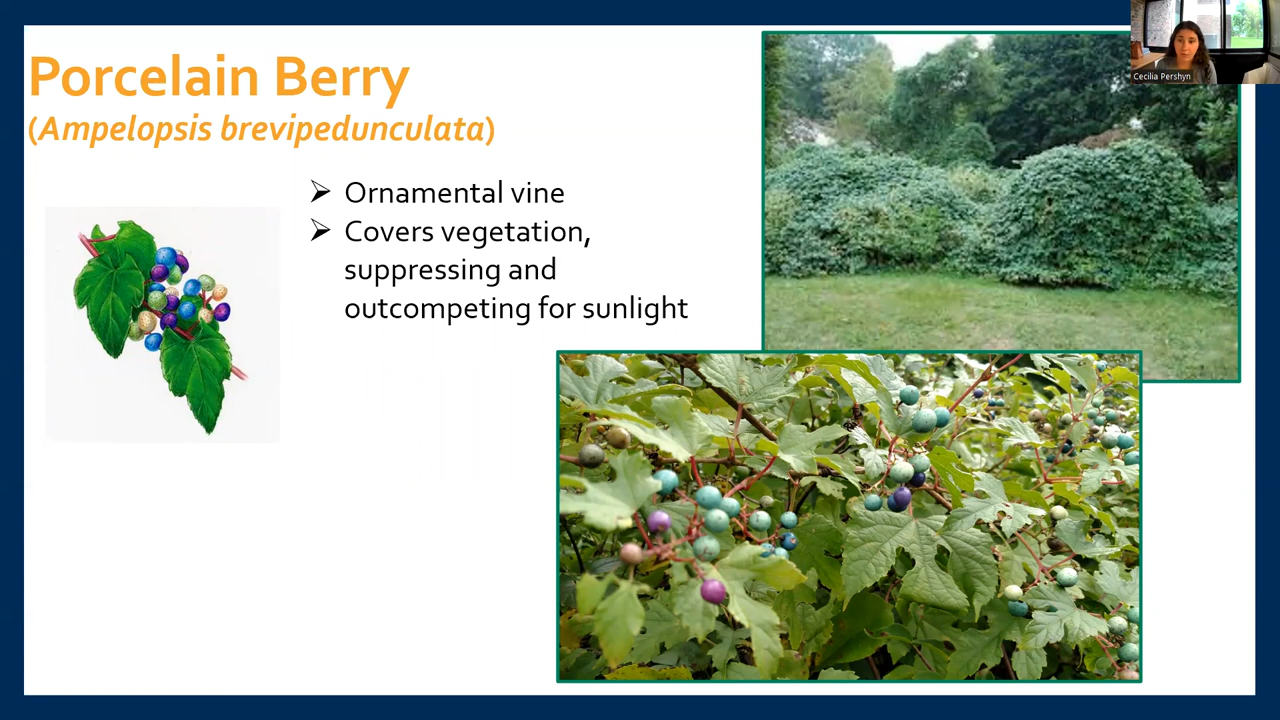 Porcelain Berry
(Ampelopsis brevipedunculata)
➢ Ornamental vine
➢ Covers vegetation,
suppressing and
outcompeting for sunlight
Cecilia Pershyn